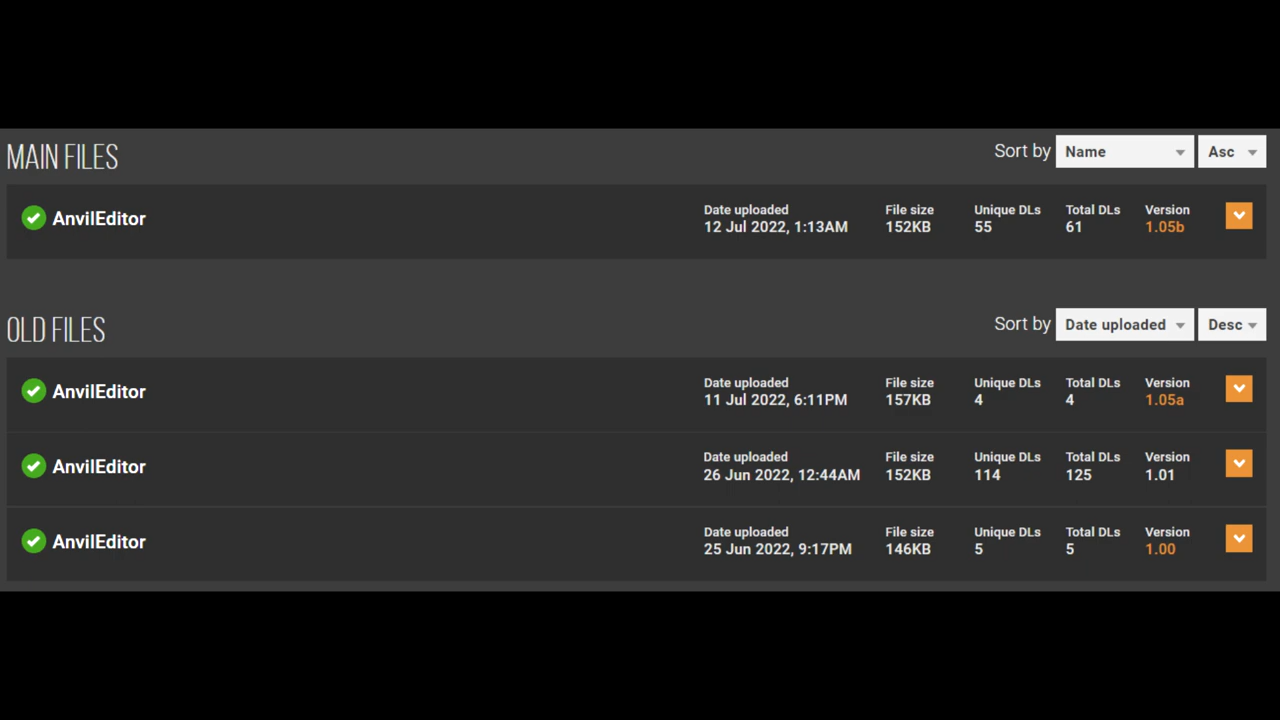 MAIN FILES
Sort by Name Asc
AnvilEditor
Date uploaded File size Unique DLs Total DLs Version
12 Jul 2022, 1:13AM 152KB 55 61 1.05b
OLD FILES
Sort by Date uploaded Desc
AnvilEditor
Date uploaded File size Unique DLs Total DLs Version
11 Jul 2022, 6:11PM 157KB 4 4 1.05a
AnvilEditor
Date uploaded File size Unique DLs Total DLs Version
26 Jun 2022, 12:44AM 152KB 114 125 1.01
AnvilEditor
Date uploaded File size Unique DLs Total DLs Version
25 Jun 2022, 9:17PM 146KB 5 5 1.00